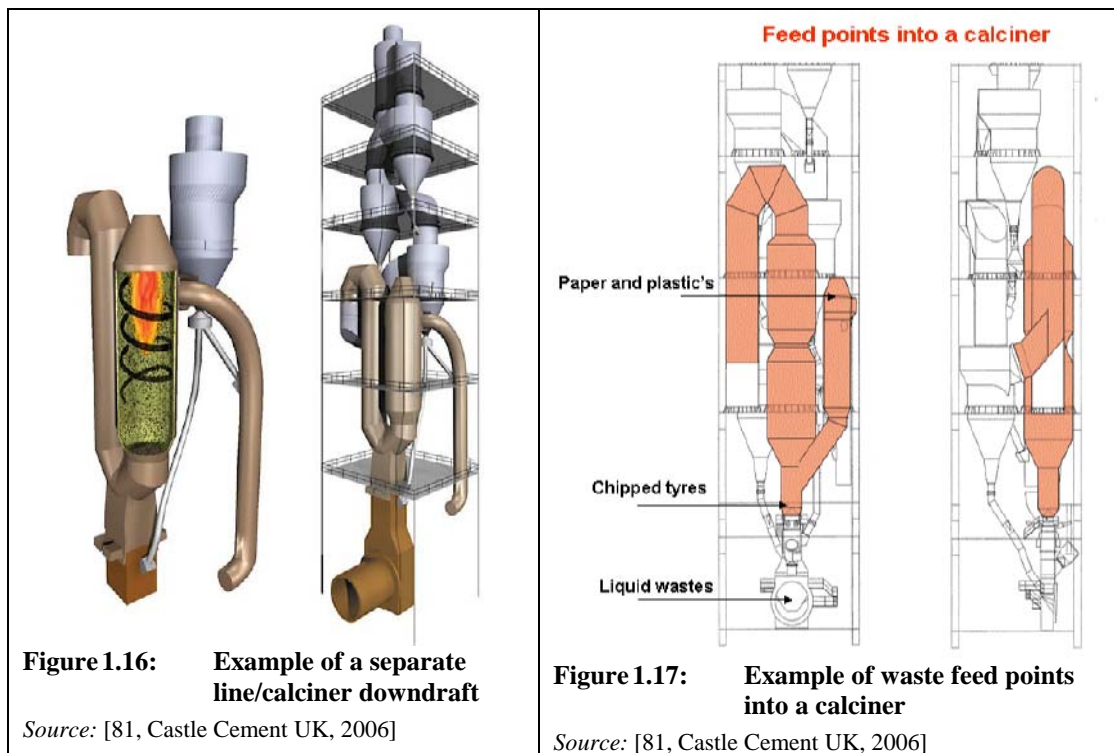 Feed points into a calciner
Paper and plastic's
Chipped tyres
Liquid wastes
Figure 1.16: Example of a separate
line/calciner downdraft
Source: [81, Castle Cement UK, 2006]
Figure 1.17: Example of waste feed points
into a calciner
Source: [81, Castle Cement UK, 2006]